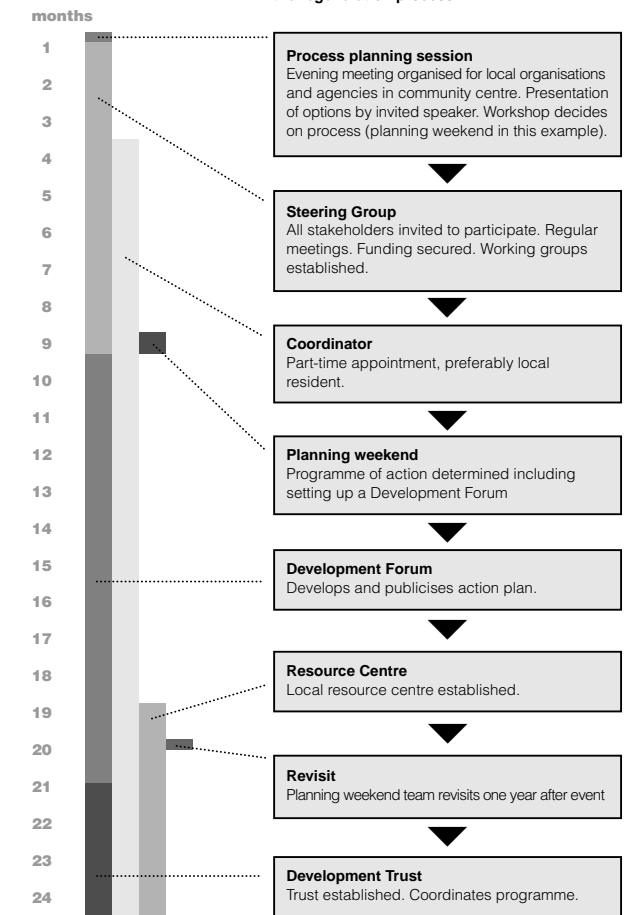 months
1
Process planning session
Evening meeting organised for local organisations
and agencies in community centre. Presentation
of options by invited speaker. Workshop decides
on process (planning weekend in this example).
2
3
4
5
Steering Group
All stakeholders invited to participate. Regular
meetings. Funding secured. Working groups
established.
6
7
8
9
Coordinator
Part-time appointment, preferably local
resident.
10
11
12
Planning weekend
Programme of action determined including
setting up a Development Forum
13
14
15
Development Forum
Develops and publicises action plan.
16
17
18
Resource Centre
Local resource centre established.
19
20
21
Revisit
Planning weekend team revisits one year after event
22
23
Development Trust
Trust established. Coordinates programme.
24